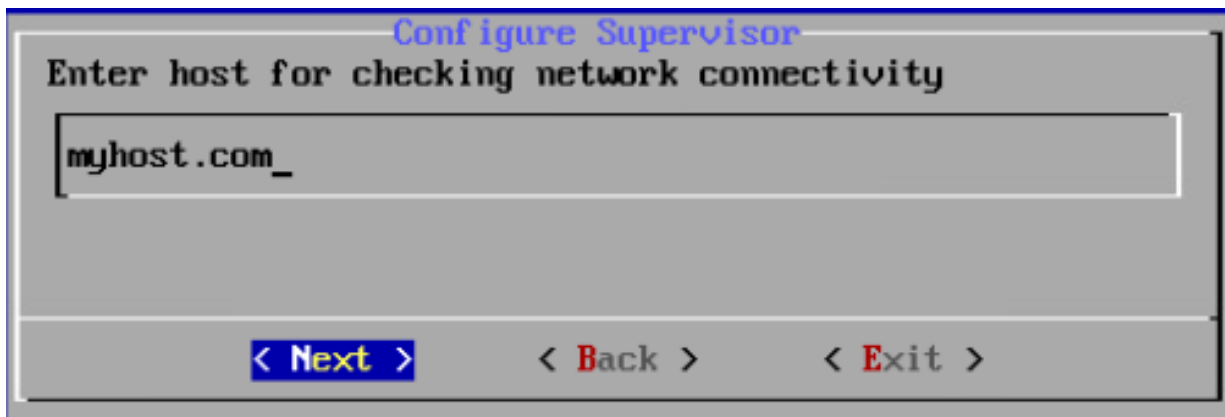 Configure Supervisor
Enter host for checking network connectivity
myhost.com_
< Next > < Back > < Exit >